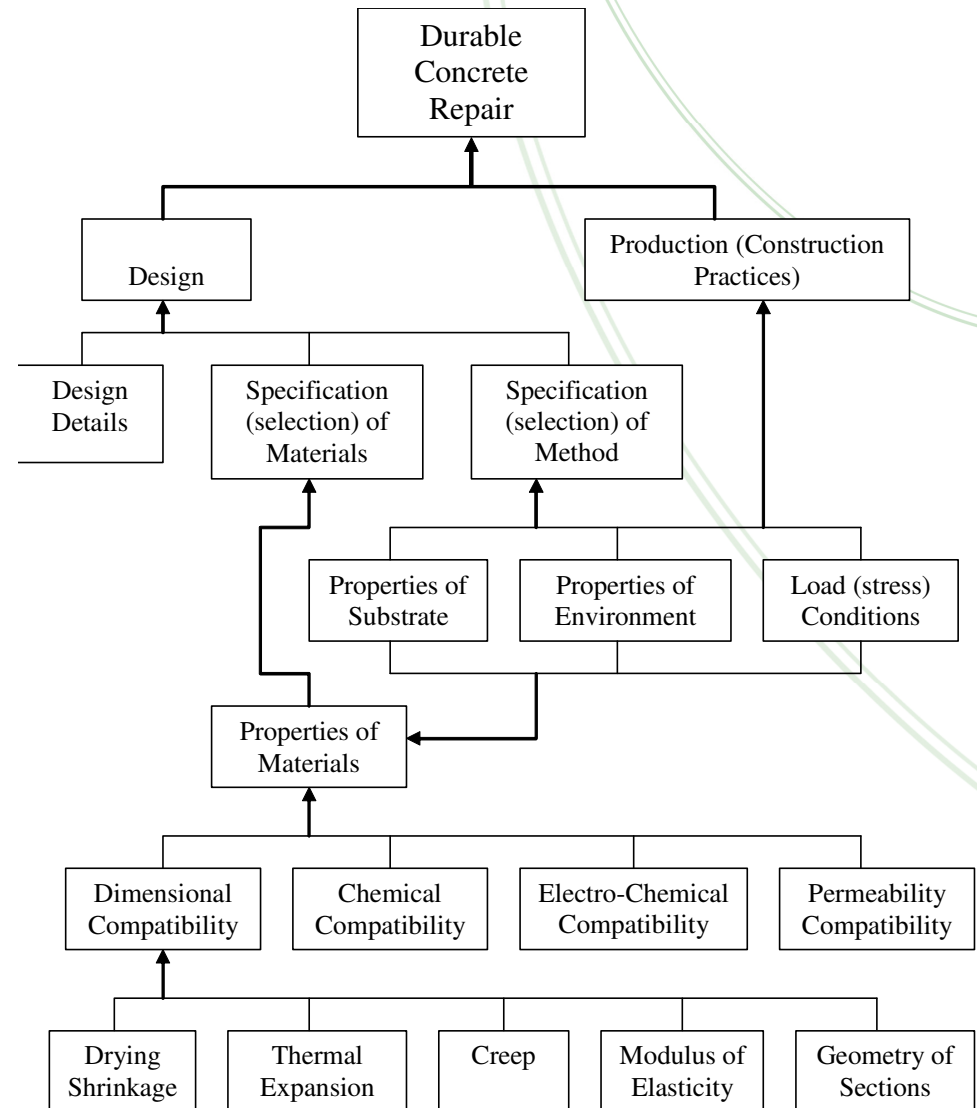 Durable
Concrete
Repair
Design
Production (Construction
Practices)
Design
Details
Specification
(selection) of
Materials
Specification
(selection) of
Method
Properties of
Substrate
Properties of
Environment
Load (stress)
Conditions
Properties of
Materials
Dimensional
Compatibility
Chemical
Compatibility
Electro-Chemical
Compatibility
Permeability
Compatibility
Drying
Shrinkage
Thermal
Expansion
Creep
Modulus of
Elasticity
Geometry of
Sections